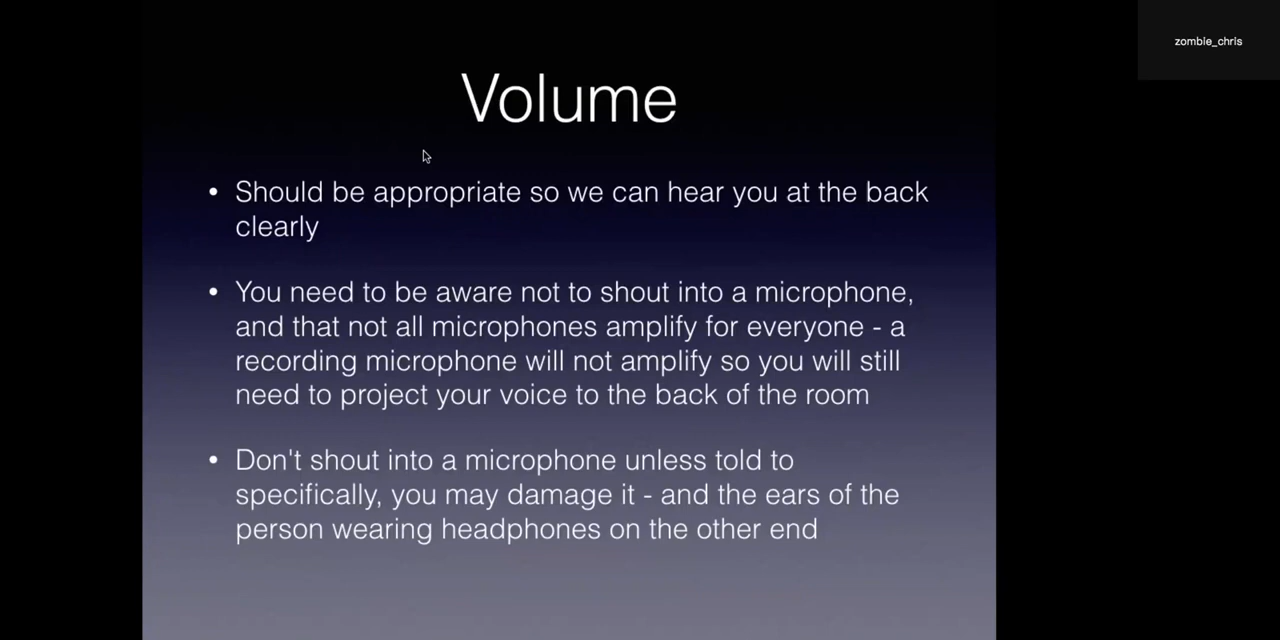 zombie_chris
Volume
• Should be appropriate so we can hear you at the back
clearly
• You need to be aware not to shout into a microphone,
and that not all microphones amplify for everyone - a
recording microphone will not amplify so you will still
need to project your voice to the back of the room
• Don't shout into a microphone unless told to
specifically, you may damage it - and the ears of the
person wearing headphones on the other end